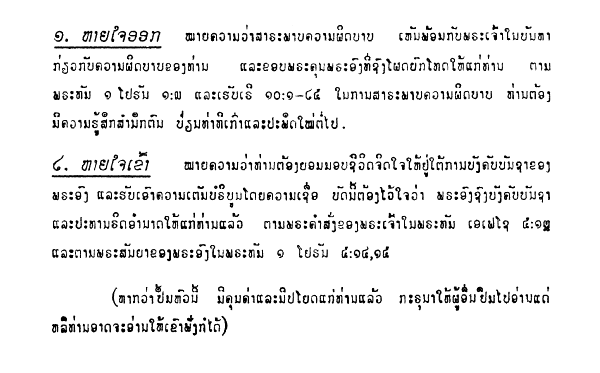 ໑. ຫາຍໃຈອອກ ໝາຍຄວາມວ່າສາຣະພາບຄວາມຜິດບາບ ເຫັນພ້ອມກັບພຣະເຈົ້າໃນບັນຫາ
ກ່ຽວກັບຄວາມຜິດບາບຂອງທ່ານ ແລະຂອບພຣະຄຸນພຣະອົງທີ່ຊົງໂຜດຍົກໂທດໃຫ້ແກ່ທ່ານ ຕາມ
ພຣະທັມ ໑ ໂຢຮັນ ໑:໙ ແລະເຮັບເຣີ ໑໐:໑-໒໕ ໃນການສາຣະພາບຄວາມຜິດບາບ ທ່ານຕ້ອງ
ມີຄວາມຮູ້ສຶກສຳນຶກຕົນ ປ່ຽນທ່າທີເກົ່າແລະປະພຶດໃໝ່ຕໍ່ໄປ.
໒. ຫາຍໃຈເຂົ້າ ໝາຍຄວາມວ່າທ່ານຕ້ອງຍອມມອບຊີວິດຈິດໃຈໃຫ້ຢູ່ໃຕ້ການບັງຄັບບັນຊາຂອງ
ພຣະອົງ ແລະຮັບເອົາຄວາມເຕັມບໍຣິບູນໂດຍຄວາມເຊື່ອ ບັດນີ້ຕ້ອງໄວ້ໃຈວ່າ ພຣະອົງຊົງບັງຄັບບັນຊາ
ແລະປະທານຣິດອຳນາດໃຫ້ແກ່ທ່ານແລ້ວ ຕາມພຣະຄຳສັ່ງຂອງພຣະເຈົ້າໃນພຣະທັມ ເອເຟໂຊ ໕:໑໘
ແລະຕາມພຣະສັນຍາຂອງພຣະອົງໃນພຣະທັມ ໑ ໂຢຮັນ ໕:໑໔,໑໕
(ຫາກວ່າປຶ້ມຫົວນີ້ ມີຄຸນຄ່າແລະມີປໂຍດແກ່ທ່ານແລ້ວ ກະຣຸນາໃຫ້ຜູ້ອື່ນຢືມໄປອ່ານແດ່
ຫລືທ່ານອາດຈະອ່ານໃຫ້ເຂົາຟັງກໍໄດ້)